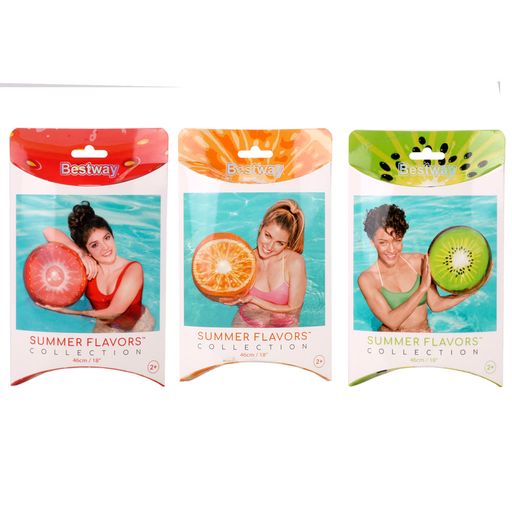 Bestway
SUMMER FLAVORS™
COLLECTION
46cm / 18"
2+
Bestway
SUMMER FLAVORS™
COLLECTION
46cm / 18"
2+
Bestway
SUMMER FLAVORS™
COLLECTION
46cm / 18"
2+